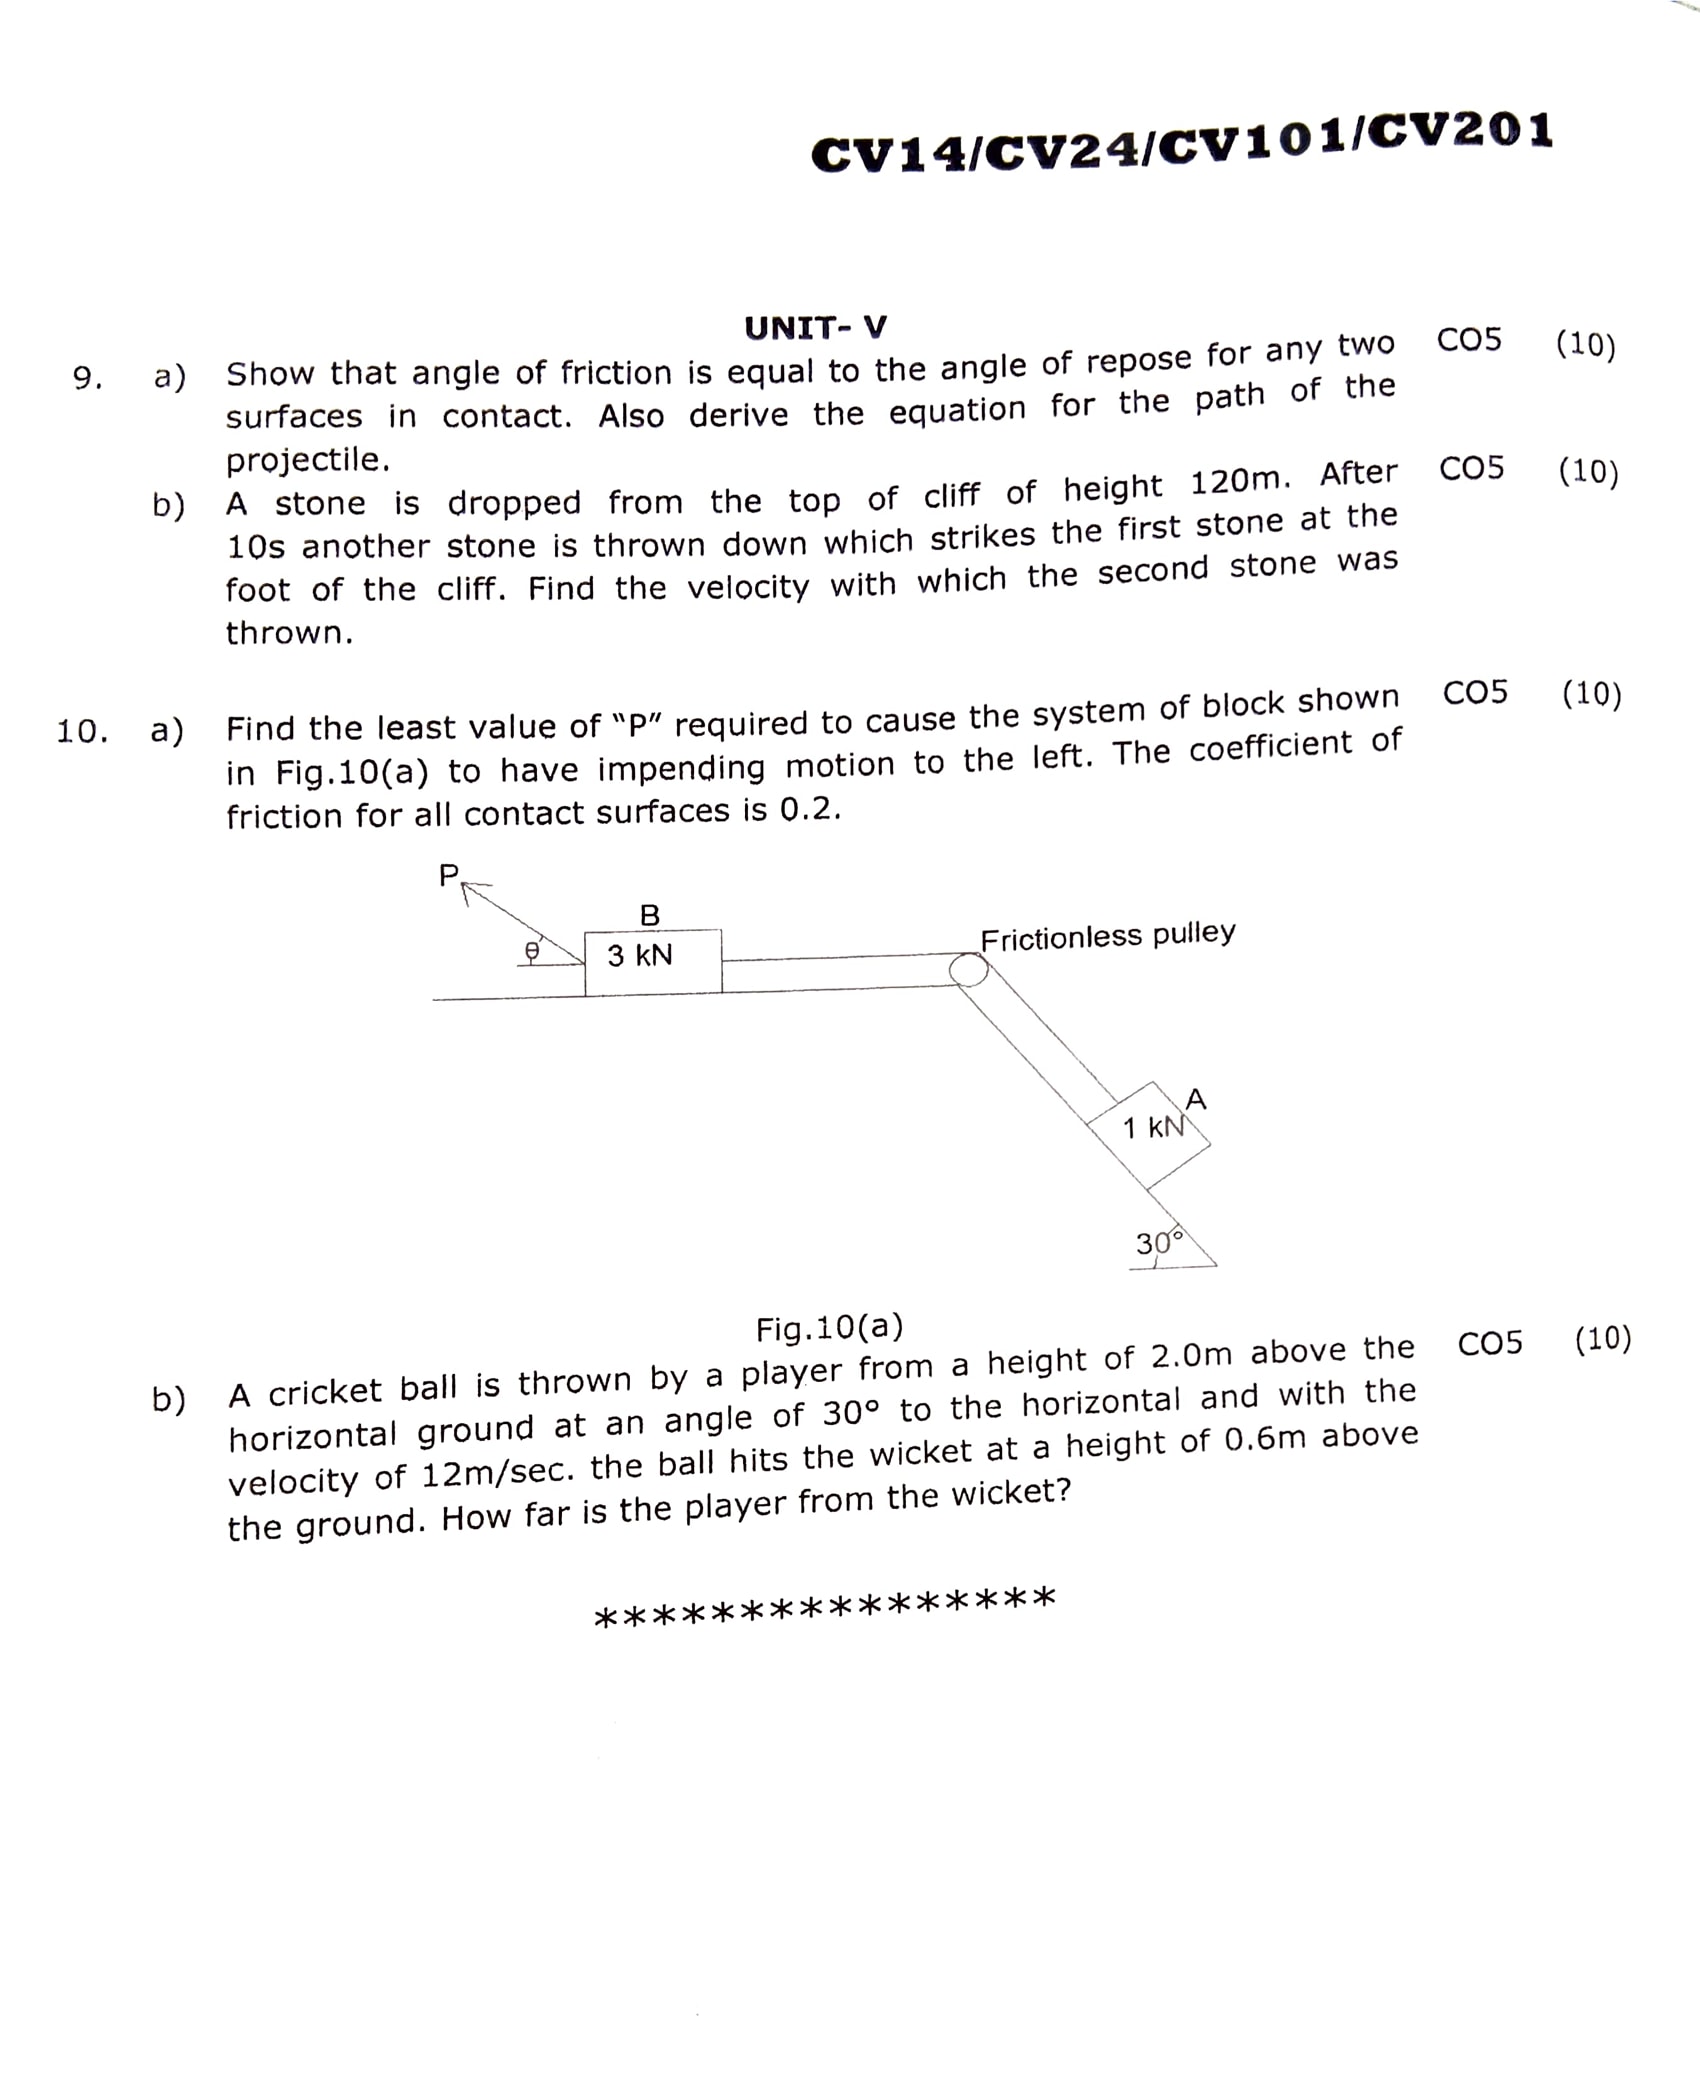 CV14/CV24/CV101/CV201
UNIT- V
9. a) Show that angle of friction is equal to the angle of repose for any two CO5 (10)
surfaces in contact. Also derive the equation for the path of the
projectile.
b) A stone is dropped from the top of cliff of height 120m. After CO5 (10)
10s another stone is thrown down which strikes the first stone at the
foot of the cliff. Find the velocity with which the second stone was
thrown.
10. a) Find the least value of "P" required to cause the system of block shown CO5 (10)
in Fig.10(a) to have impending motion to the left. The coefficient of
friction for all contact surfaces is 0.2.
P
B
θ
3 kN
Frictionless pulley
A
1 kN
30°
Fig.10(a)
b) A cricket ball is thrown by a player from a height of 2.0m above the CO5 (10)
horizontal ground at an angle of 30° to the horizontal and with the
velocity of 12m/sec. the ball hits the wicket at a height of 0.6m above
the ground. How far is the player from the wicket?
****************